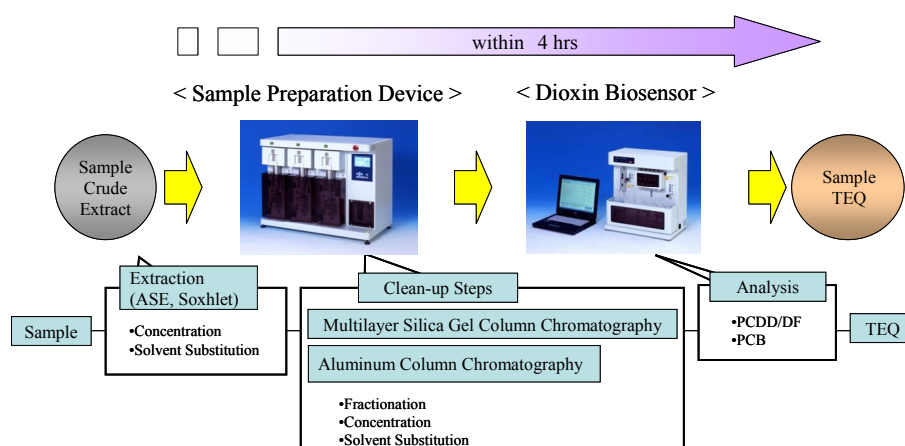 within 4 hrs
< Sample Preparation Device >
< Dioxin Biosensor >
Sample
Crude
Extract
Sample
TEQ
Extraction
(ASE, Soxhlet)
•Concentration
•Solvent Substitution
Sample
Clean-up Steps
Multilayer Silica Gel Column Chromatography
Aluminum Column Chromatography
•Fractionation
•Concentration
•Solvent Substitution
Analysis
•PCDD/DF
•PCB
TEQ